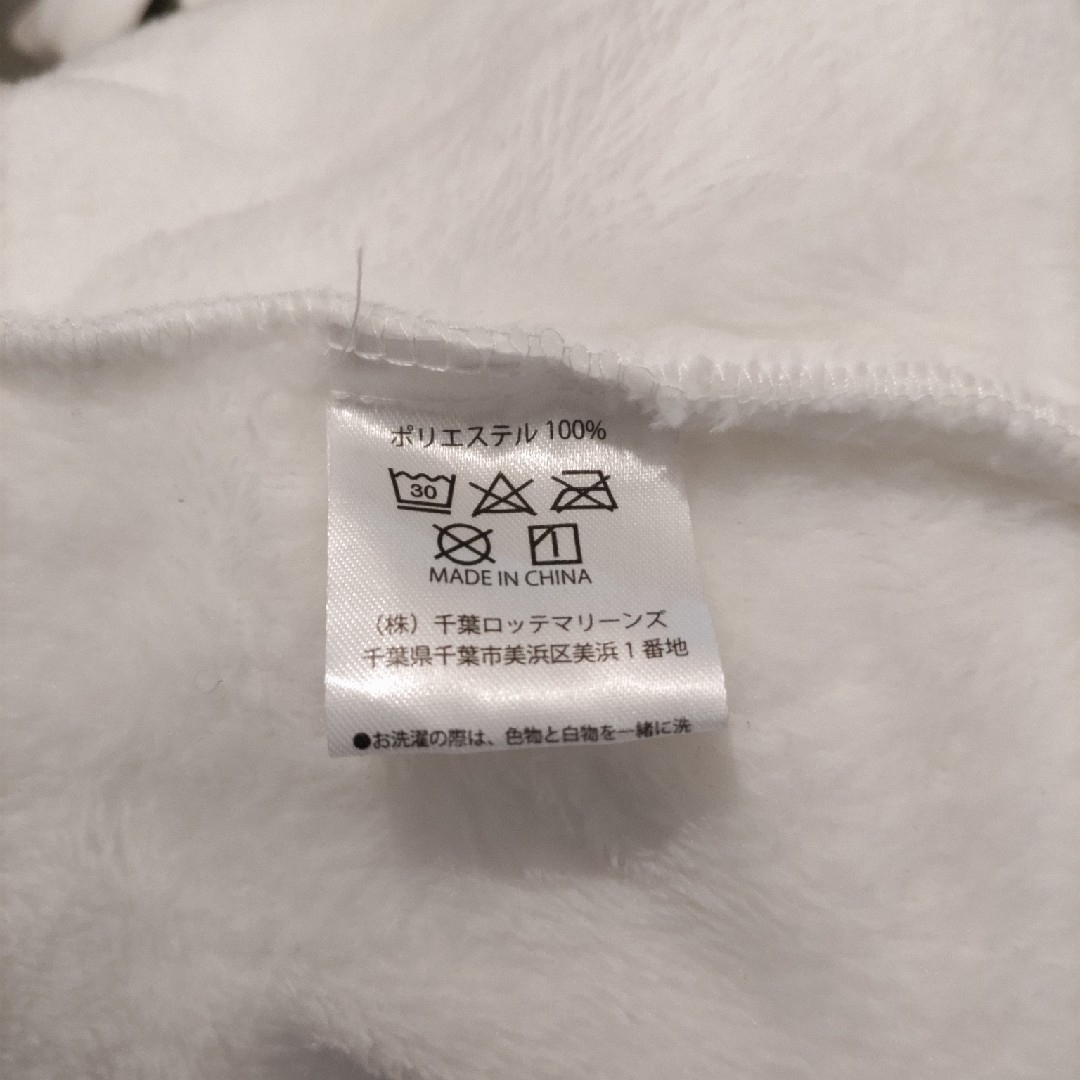 ポリエステル 100%
30
MADE IN CHINA
（株）千葉ロッテマリーンズ
千葉県千葉市美浜区美浜1番地
●お洗濯の際は、色物と白物を一緒に洗